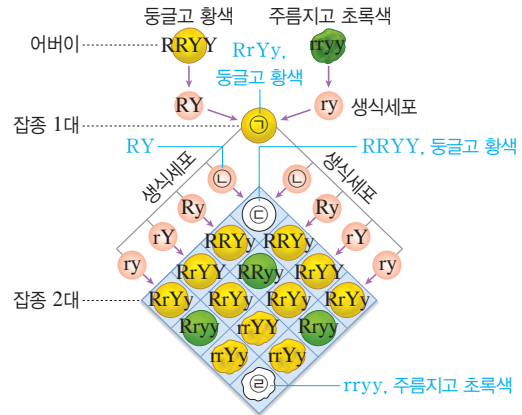 둥글고 황색 주름지고 초록색
어버이 RRYY RrYy, rryy
둥글고 황색
RY ry 생식세포
잡종 1대 ㉠
RY RRYY, 둥글고 황색
생식세포 ㉡ ㉡ 생식세포
Ry ㉢ Ry
rY RRYy RRYy rY
ry RrYY RRyy RrYY ry
잡종 2대 RrYy RrYy RrYy RrYy
Rryy rrYY Rryy
rrYy rrYy
㉣ rryy, 주름지고 초록색